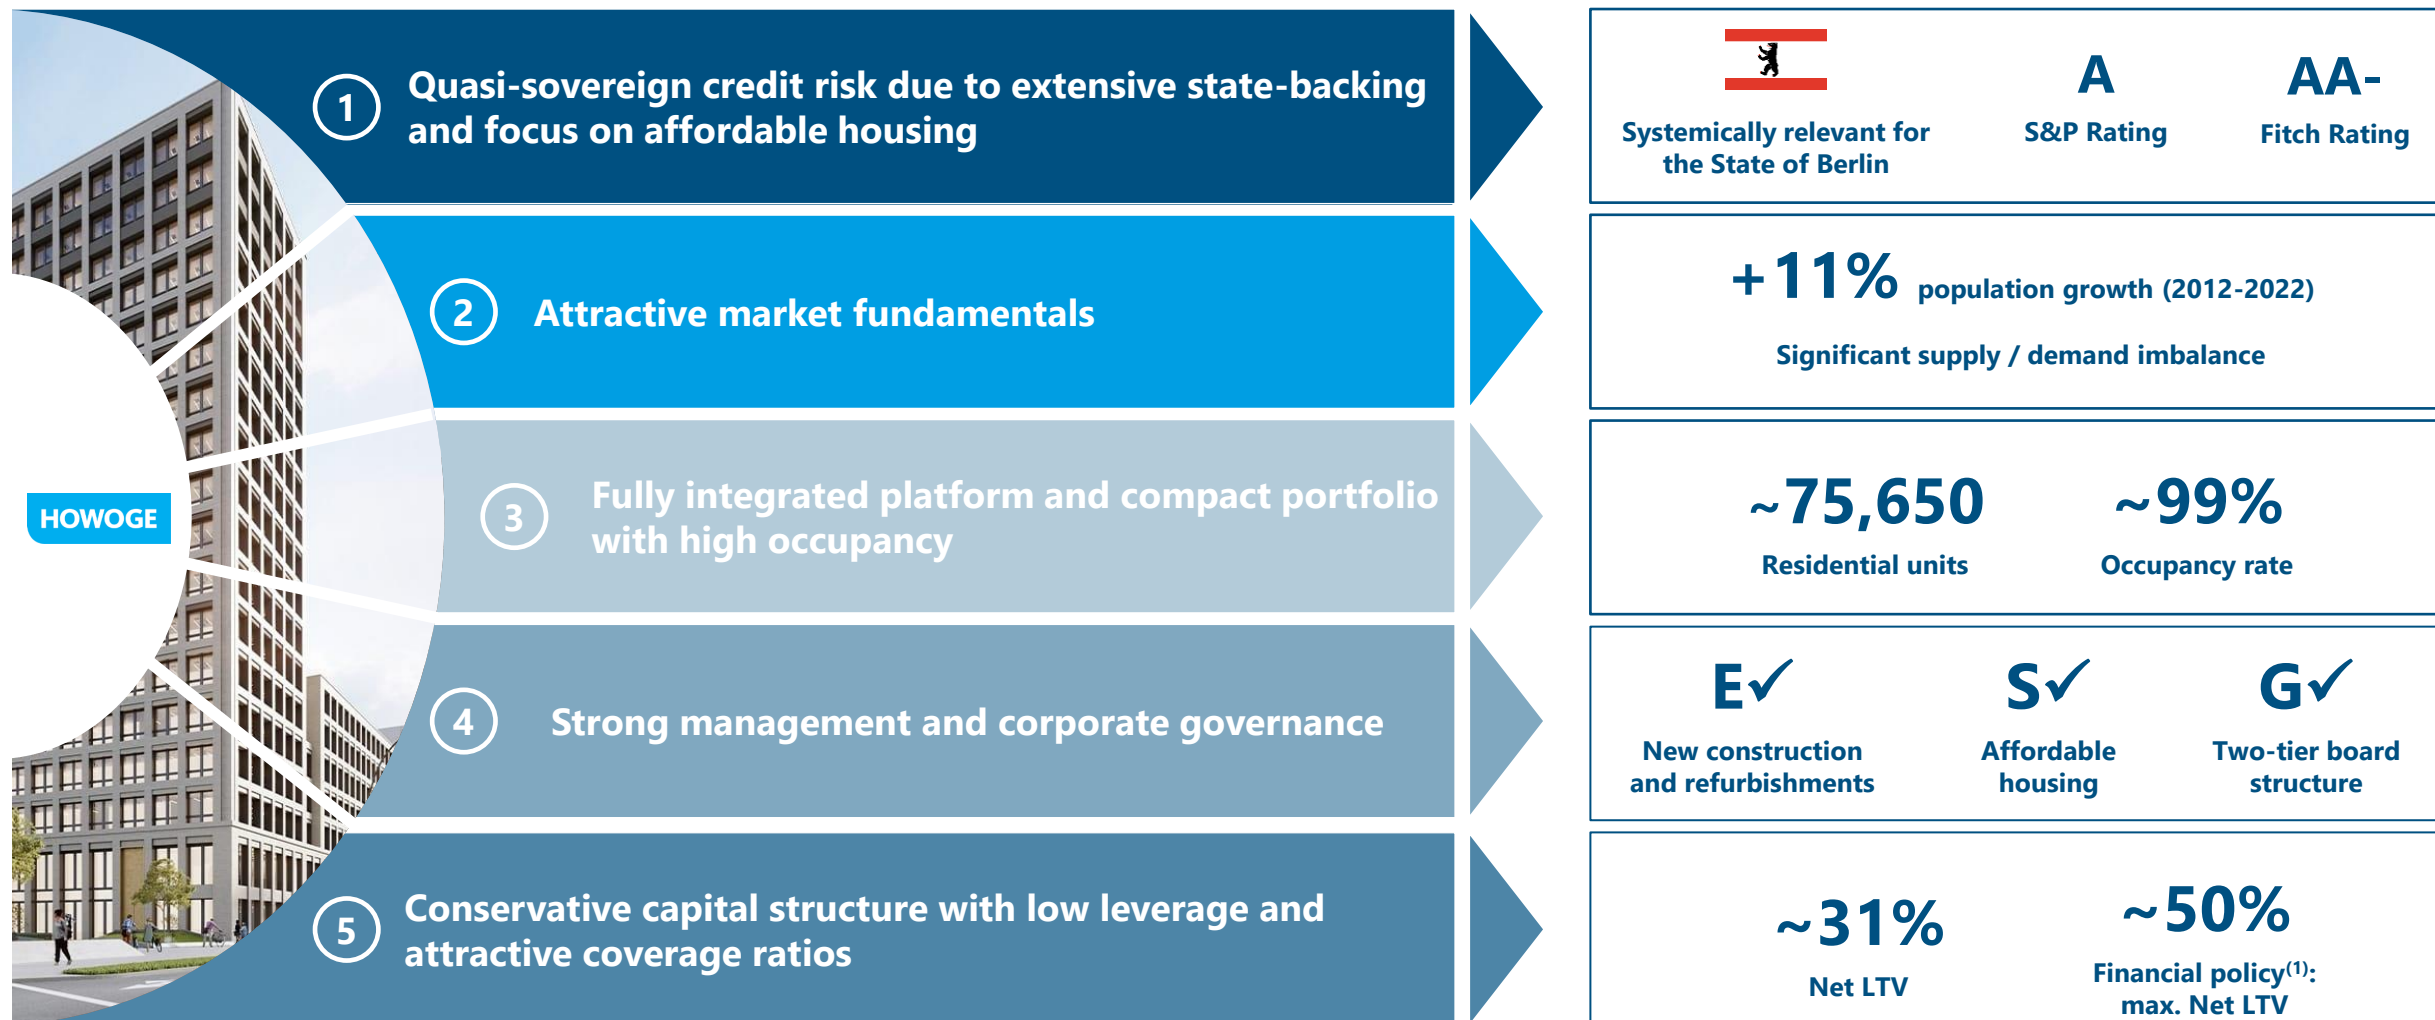 HOWOGE
1
Quasi-sovereign credit risk due to extensive state-backing
and focus on affordable housing
Systemically relevant for
the State of Berlin
A
S&P Rating
AA-
Fitch Rating
2
Attractive market fundamentals
+11% population growth (2012-2022)
Significant supply / demand imbalance
3
Fully integrated platform and compact portfolio
with high occupancy
~75,650
Residential units
~99%
Occupancy rate
4
Strong management and corporate governance
E✓
New construction
and refurbishments
S✓
Affordable
housing
G✓
Two-tier board
structure
5
Conservative capital structure with low leverage and
attractive coverage ratios
~31%
Net LTV
~50%
Financial policy(1):
max. Net LTV